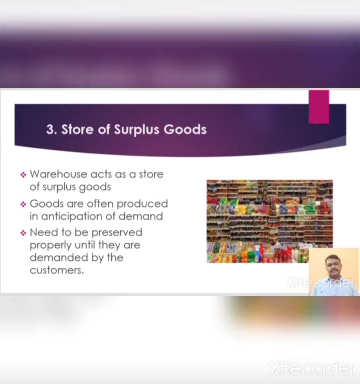 3. Store of Surplus Goods
❖ Warehouse acts as a store
of surplus goods
❖ Goods are often produced
in anticipation of demand
❖ Need to be preserved
properly until they are
demanded by the
customers.
XRecorder
XRecorder